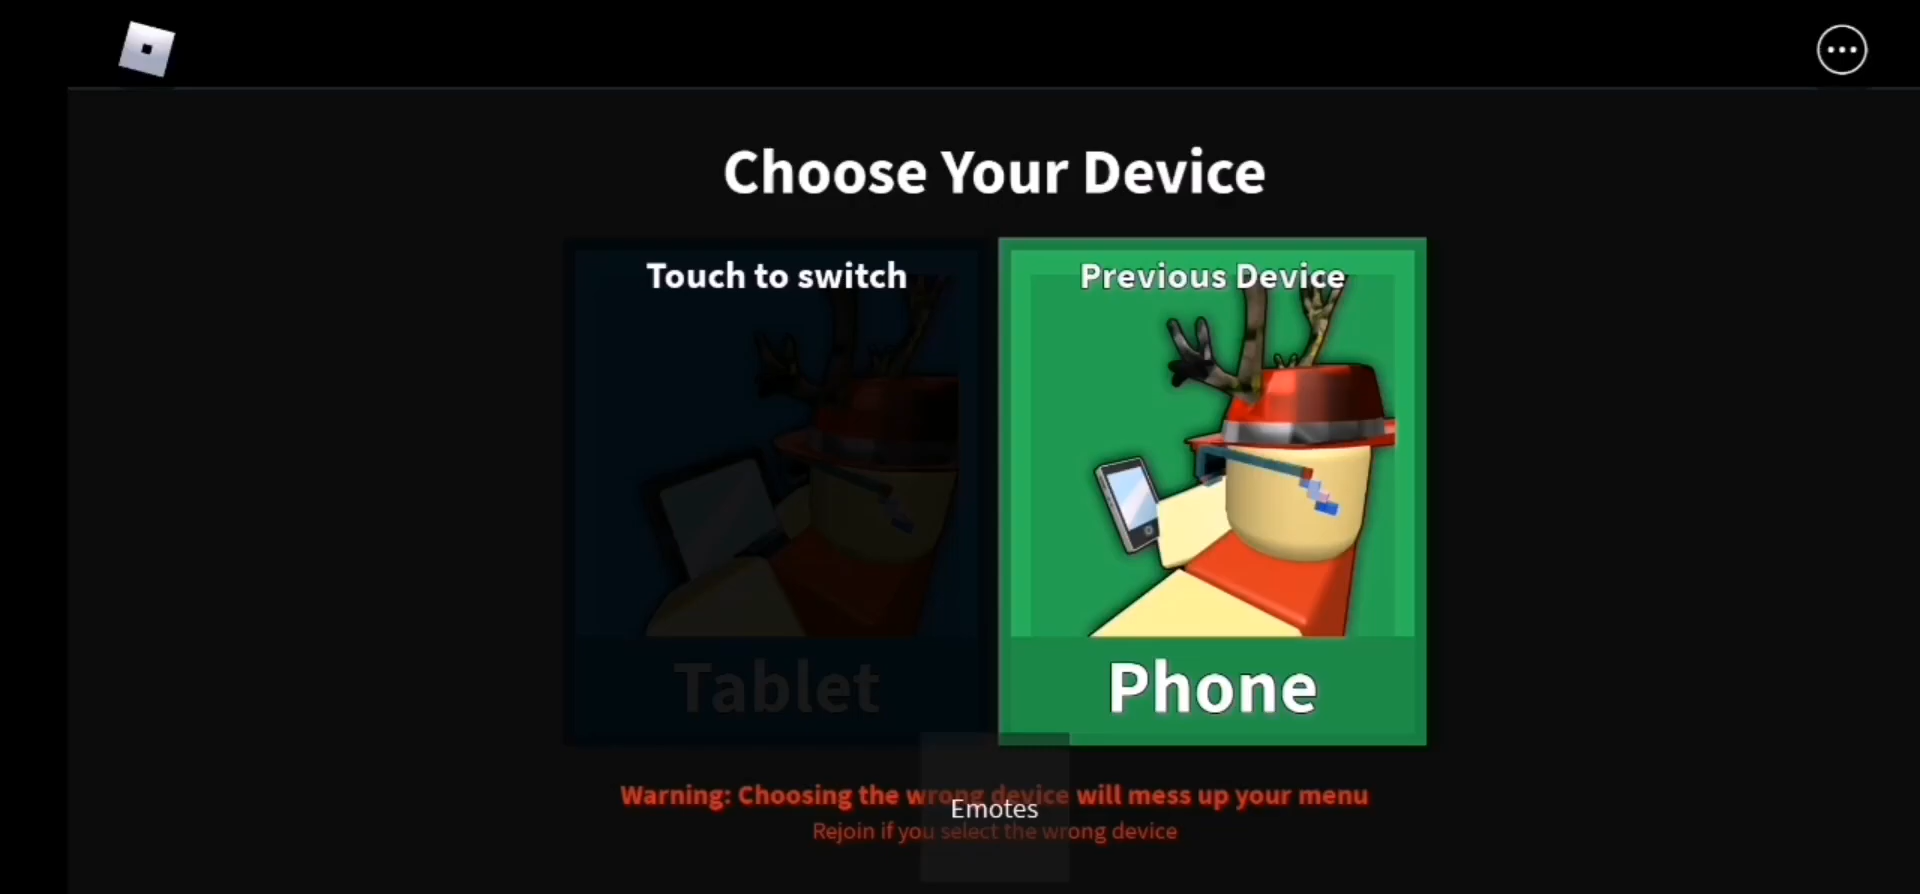 Choose Your Device
Touch to switch
Previous Device
Tablet
Phone
Warning: Choosing the wrong device will mess up your menu
Emotes
Rejoin if you select the wrong device